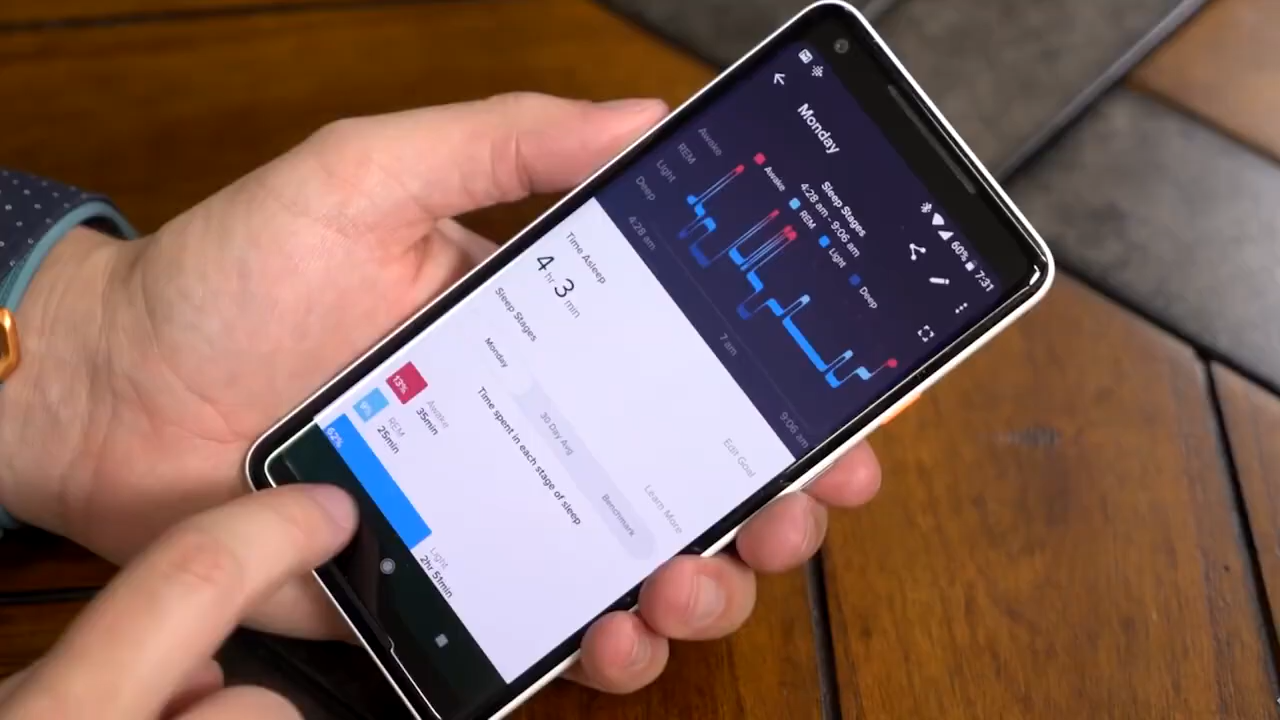 60% 7:31
Monday
Sleep Stages
4:28 am - 9:06 am
Awake REM Light Deep
Awake
REM
Light
Deep
4:28 am 7 am 9:06 am
Time Asleep
4 hr 3 min
Edit Goal
Sleep Stages
Learn More
Monday 30 Day Avg Benchmark
Time spent in each stage of sleep
13% Awake
35min
9% REM
25min
62% Light
2hr 51min